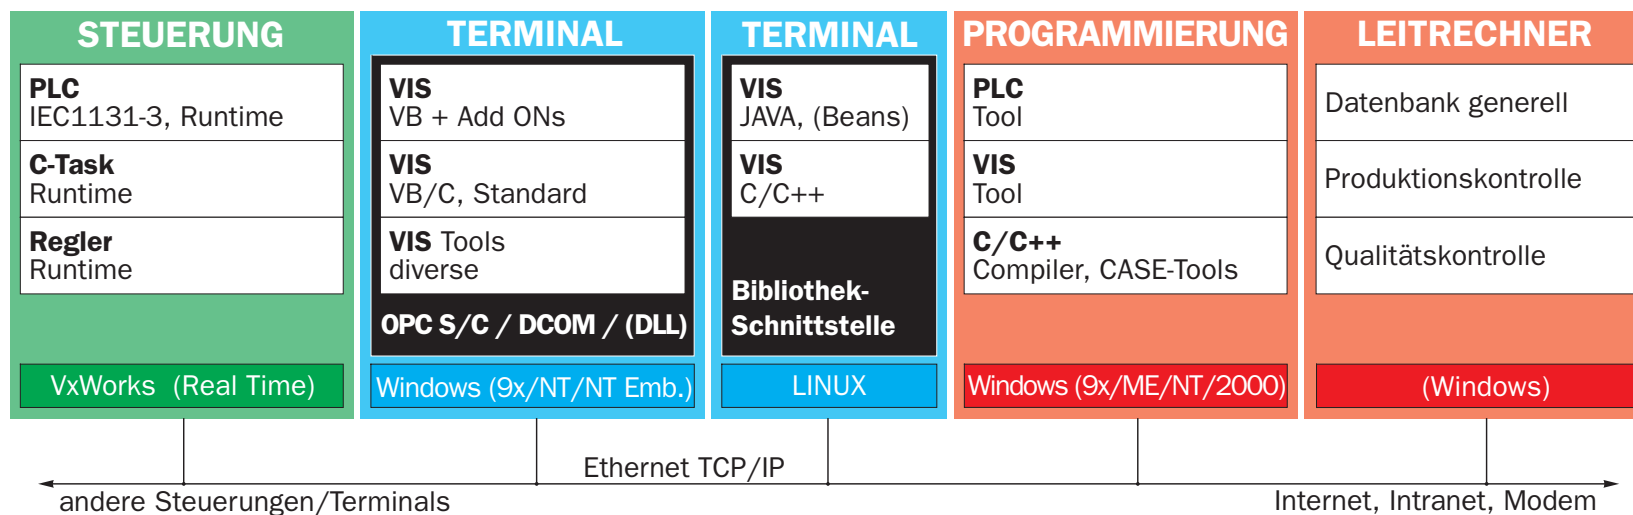 STEUERUNG
PLC
IEC1131-3, Runtime
C-Task
Runtime
Regler
Runtime
VxWorks (Real Time)
TERMINAL
VIS
VB + Add ONs
VIS
VB/C, Standard
VIS Tools
diverse
OPC S/C / DCOM / (DLL)
Windows (9x/NT/NT Emb.)
TERMINAL
VIS
JAVA, (Beans)
VIS
C/C++
Bibliothek-
Schnittstelle
LINUX
PROGRAMMIERUNG
PLC
Tool
VIS
Tool
C/C++
Compiler, CASE-Tools
Windows (9x/ME/NT/2000)
LEITRECHNER
Datenbank generell
Produktionskontrolle
Qualitätskontrolle
(Windows)
Ethernet TCP/IP
andere Steuerungen/Terminals
Internet, Intranet, Modem